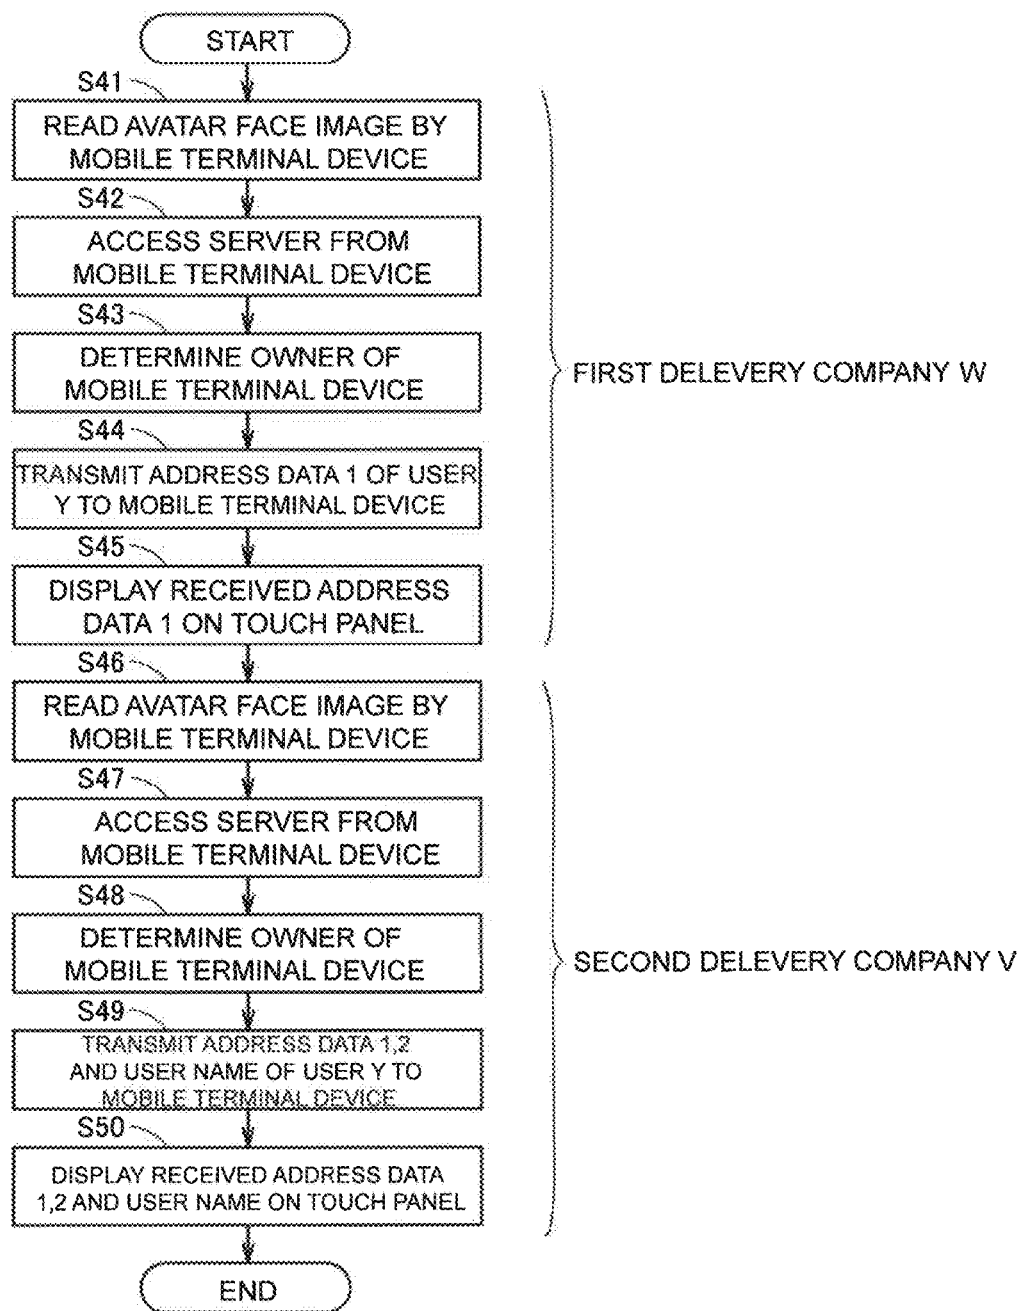 START
S41
READ AVATAR FACE IMAGE BY
MOBILE TERMINAL DEVICE
S42
ACCESS SERVER FROM
MOBILE TERMINAL DEVICE
S43
DETERMINE OWNER OF
MOBILE TERMINAL DEVICE
FIRST DELEVERY COMPANY W
S44
TRANSMIT ADDRESS DATA 1 OF USER
Y TO MOBILE TERMINAL DEVICE
S45
DISPLAY RECEIVED ADDRESS
DATA 1 ON TOUCH PANEL
S46
READ AVATAR FACE IMAGE BY
MOBILE TERMINAL DEVICE
S47
ACCESS SERVER FROM
MOBILE TERMINAL DEVICE
S48
DETERMINE OWNER OF
MOBILE TERMINAL DEVICE
SECOND DELEVERY COMPANY V
S49
TRANSMIT ADDRESS DATA 1,2
AND USER NAME OF USER Y TO
MOBILE TERMINAL DEVICE
S50
DISPLAY RECEIVED ADDRESS DATA
1,2 AND USER NAME ON TOUCH PANEL
END